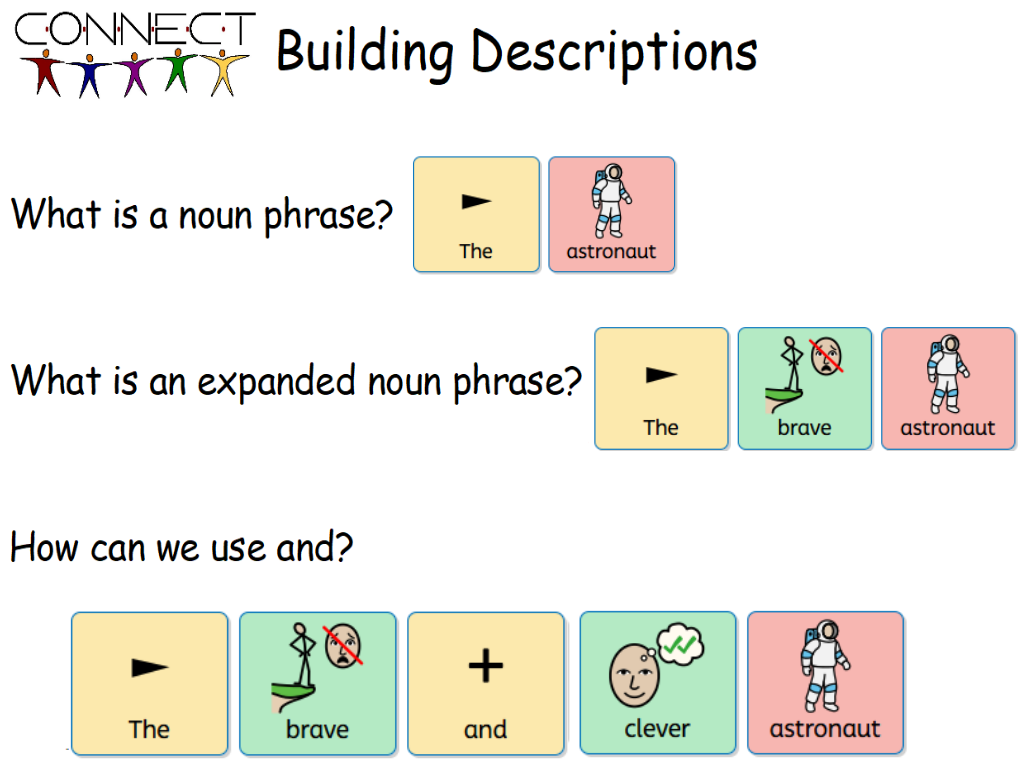 CONNECT
Building Descriptions
What is a noun phrase?
The astronaut
What is an expanded noun phrase?
The brave astronaut
How can we use and?
The brave and clever astronaut